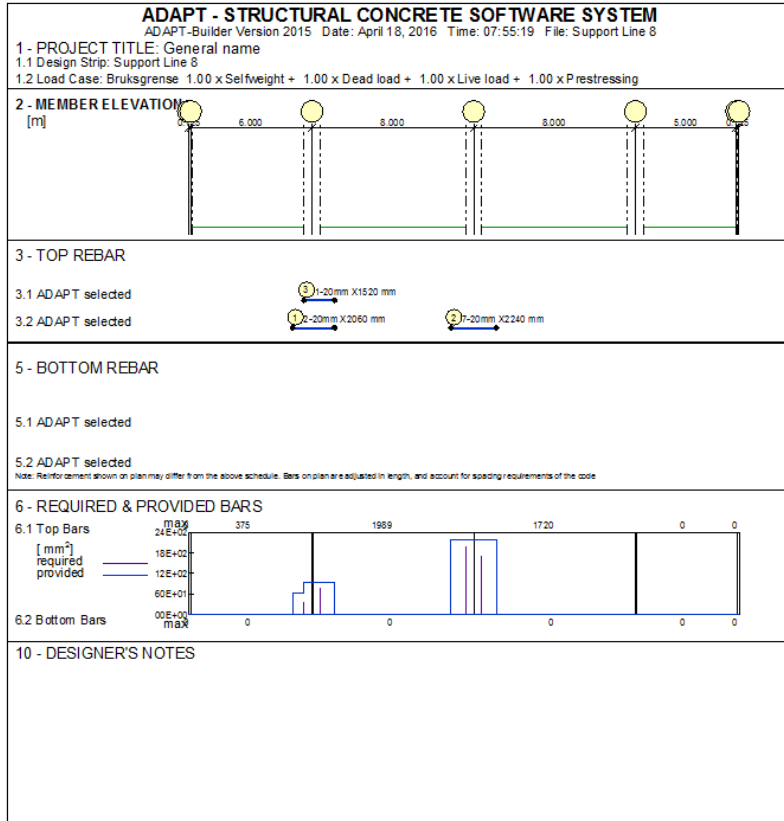 ADAPT - STRUCTURAL CONCRETE SOFTWARE SYSTEM
ADAPT-Builder Version 2015 Date: April 18, 2016 Time: 07:55:19 File: Support Line 8
1 - PROJECT TITLE: General name
1.1 Design Strip: Support Line 8
1.2 Load Case: Bruksgrense 1.00 x Selfweight + 1.00 x Dead load + 1.00 x Live load + 1.00 x Prestressing
2 - MEMBER ELEVATION
[m] 6.000 8.000 8.000 5.000
3 - TOP REBAR
3.1 ADAPT selected 3 1-20mm X1520 mm
3.2 ADAPT selected 1 2-20mm X2060 mm 2 7-20mm X2240 mm
5 - BOTTOM REBAR
5.1 ADAPT selected
5.2 ADAPT selected
Note: Reinforcement shown on plan may differ from the above schedule. Bars on plan are adjusted in length, and account for spacing requirements of the code
6 - REQUIRED & PROVIDED BARS
6.1 Top Bars max 375 1989 1720 0 0
24E+02
[mm²] 18E+02
required
provided 12E+02
60E+01
00E+00
6.2 Bottom Bars max 0 0 0 0 0
10 - DESIGNER'S NOTES